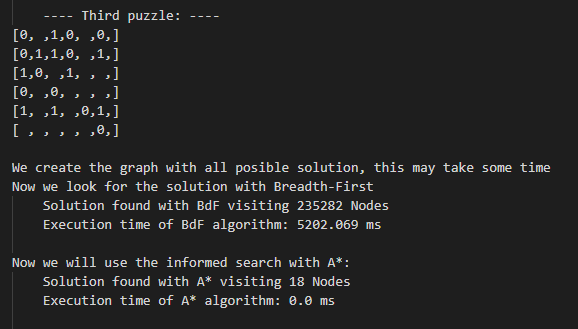 ---- Third puzzle: ----
[0, ,1,0, ,0,]
[0,1,1,0, ,1,]
[1,0, ,1, , ,]
[0, ,0, , , ,]
[1, ,1, ,0,1,]
[ , , , , ,0,]
We create the graph with all posible solution, this may take some time
Now we look for the solution with Breadth-First
Solution found with BdF visiting 235282 Nodes
Execution time of BdF algorithm: 5202.069 ms
Now we will use the informed search with A*:
Solution found with A* visiting 18 Nodes
Execution time of A* algorithm: 0.0 ms